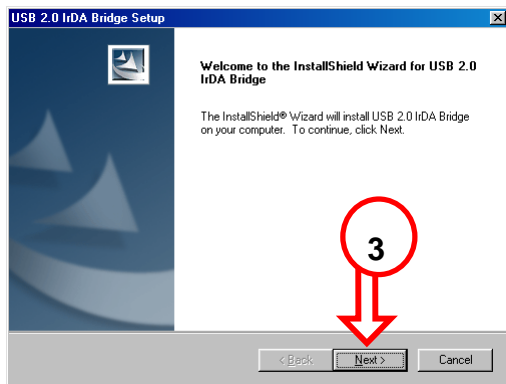 USB 2.0 IrDA Bridge Setup
Welcome to the InstallShield Wizard for USB 2.0
IrDA Bridge
The InstallShield® Wizard will install USB 2.0 IrDA Bridge
on your computer. To continue, click Next.
3
< Back
Next >
Cancel